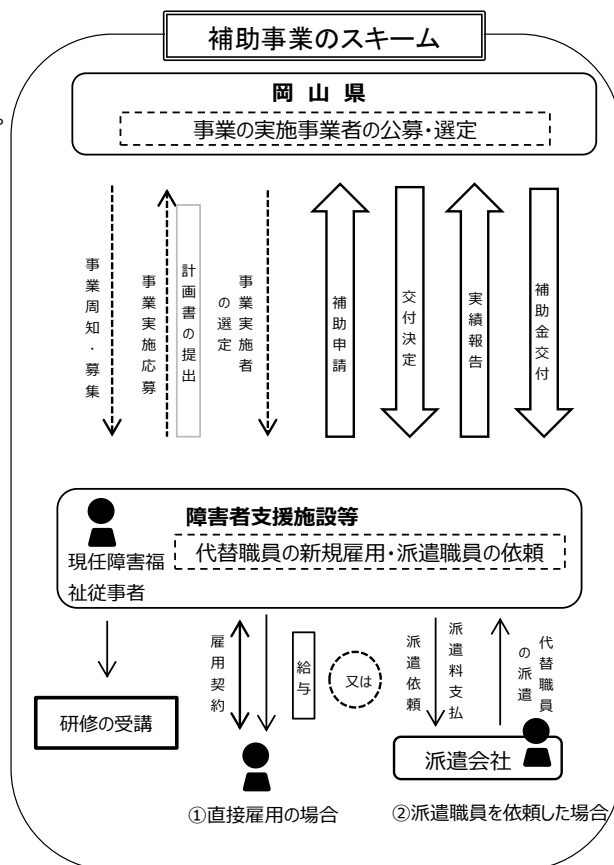 補助事業のスキーム
岡山県
事業の実施事業者の公募・選定
。
事業周知・募集
事業実施応募
計画書の提出
事業実施者
の選定
補助申請
交付決定
実績報告
補助金交付
障害者支援施設等
代替職員の新規雇用・派遣職員の依頼
現任障害福
祉従事者
研修の受講
雇用契約
給与
又は
派遣依頼
派遣料支払
代替職員
の派遣
派遣会社
①直接雇用の場合
②派遣職員を依頼した場合